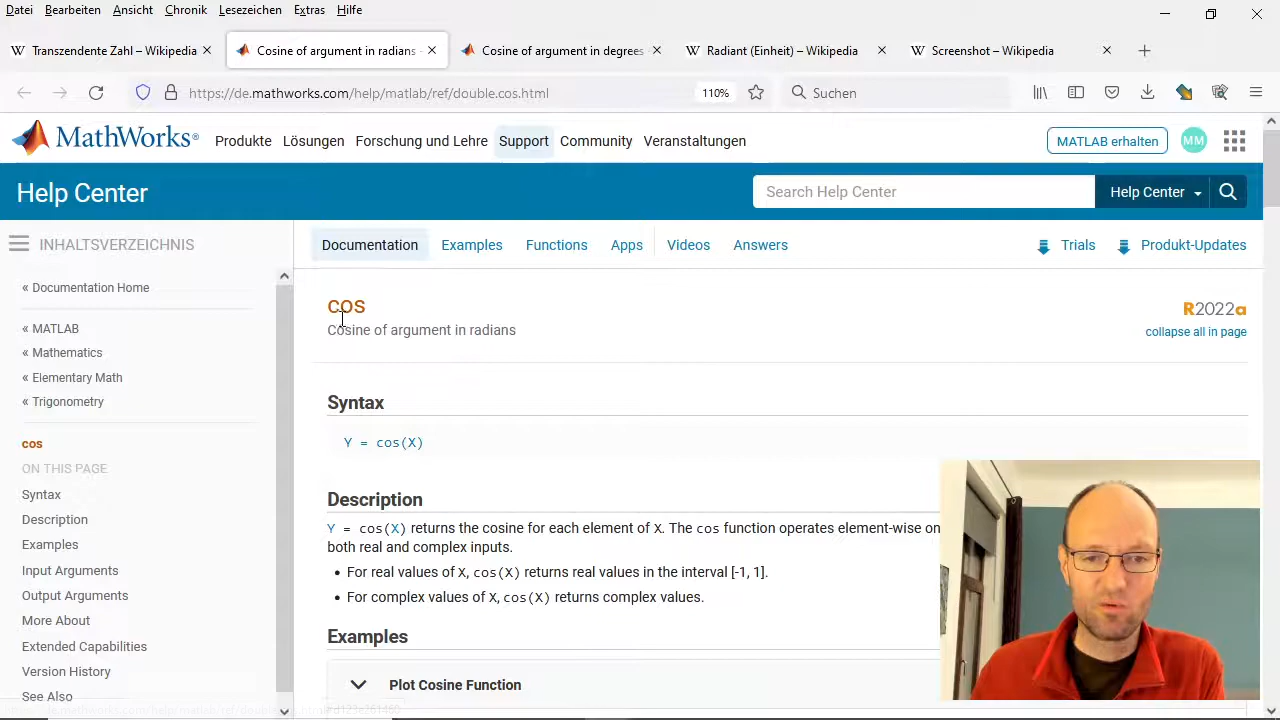 Datei Bearbeiten Ansicht Chronik Lesezeichen Extras Hilfe
Transzendente Zahl – Wikipedia Cosine of argument in radians - Cosine of argument in degrees Radiant (Einheit) – Wikipedia Screenshot – Wikipedia
https://de.mathworks.com/help/matlab/ref/double.cos.html 110% Suchen
MathWorks® Produkte Lösungen Forschung und Lehre Support Community Veranstaltungen MATLAB erhalten MM
Help Center Search Help Center Help Center
INHALTSVERZEICHNIS Documentation Examples Functions Apps Videos Answers Trials Produkt-Updates
« Documentation Home
« MATLAB
« Mathematics
« Elementary Math
« Trigonometry
cos
ON THIS PAGE
Syntax
Description
Examples
Input Arguments
Output Arguments
More About
Extended Capabilities
Version History
See Also
cos
R2022a
Cosine of argument in radians
collapse all in page
Syntax
Y = cos(X)
Description
Y = cos(X) returns the cosine for each element of X. The cos function operates element-wise on
both real and complex inputs.
• For real values of X, cos(X) returns real values in the interval [-1, 1].
• For complex values of X, cos(X) returns complex values.
Examples
Plot Cosine Function